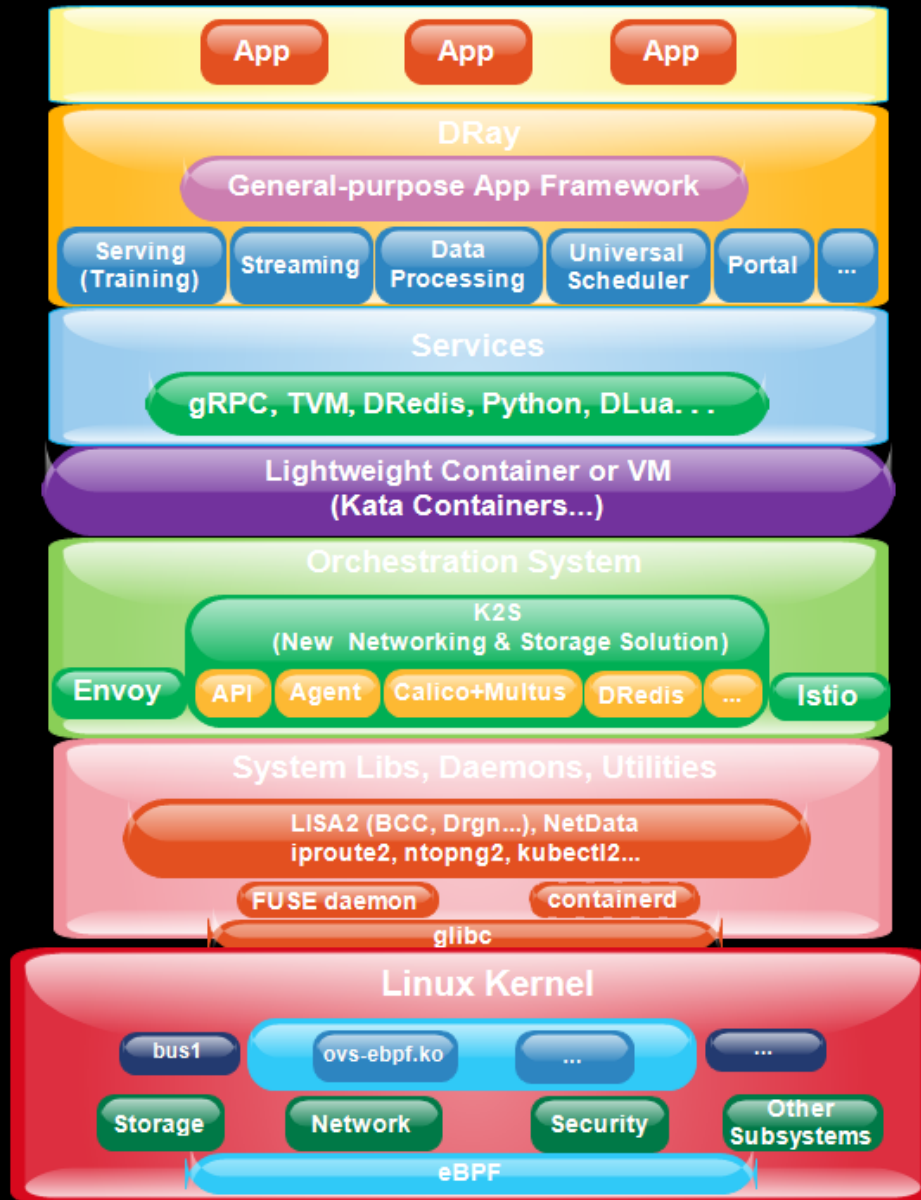 App
App
App
DRay
General-purpose App Framework
Serving
(Training)
Streaming
Data
Processing
Universal
Scheduler
Portal
...
Services
gRPC, TVM, DRedis, Python, DLua. . .
Lightweight Container or VM
(Kata Containers...)
Orchestration System
K2S
(New Networking & Storage Solution)
Envoy
API
Agent
Calico+Multus
DRedis
...
Istio
System Libs, Daemons, Utilities
LISA2 (BCC, Drgn...), NetData
iproute2, ntopng2, kubectl2...
FUSE daemon
containerd
glibc
Linux Kernel
bus1
ovs-ebpf.ko
...
...
Storage
Network
Security
Other
Subsystems
eBPF